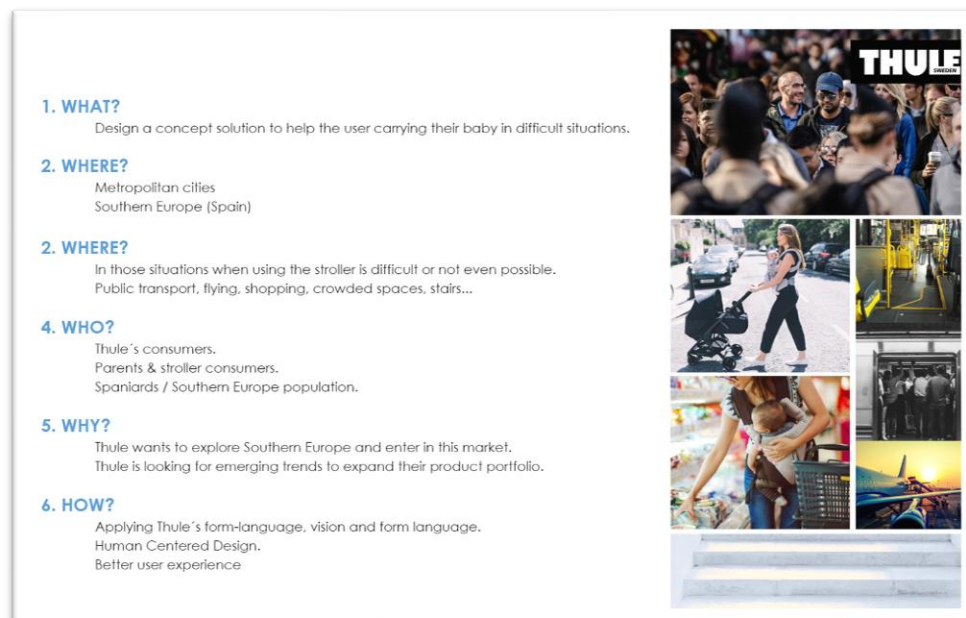 THULE
SWEDEN
1. WHAT?
Design a concept solution to help the user carrying their baby in difficult situations.
2. WHERE?
Metropolitan cities
Southern Europe (Spain)
2. WHERE?
In those situations when using the stroller is difficult or not even possible.
Public transport, flying, shopping, crowded spaces, stairs...
4. WHO?
Thule´s consumers.
Parents & stroller consumers.
Spaniards / Southern Europe population.
5. WHY?
Thule wants to explore Southern Europe and enter in this market.
Thule is looking for emerging trends to expand their product portfolio.
6. HOW?
Applying Thule´s form-language, vision and form language.
Human Centered Design.
Better user experience